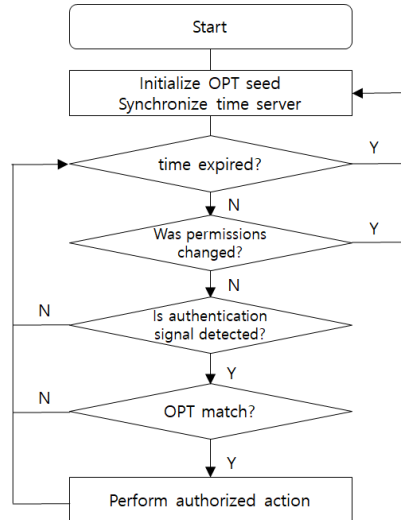 Start
Initialize OPT seed
Synchronize time server
time expired?
Y
N
Was permissions
changed?
Y
N
Is authentication
signal detected?
N
Y
OPT match?
N
Y
Perform authorized action